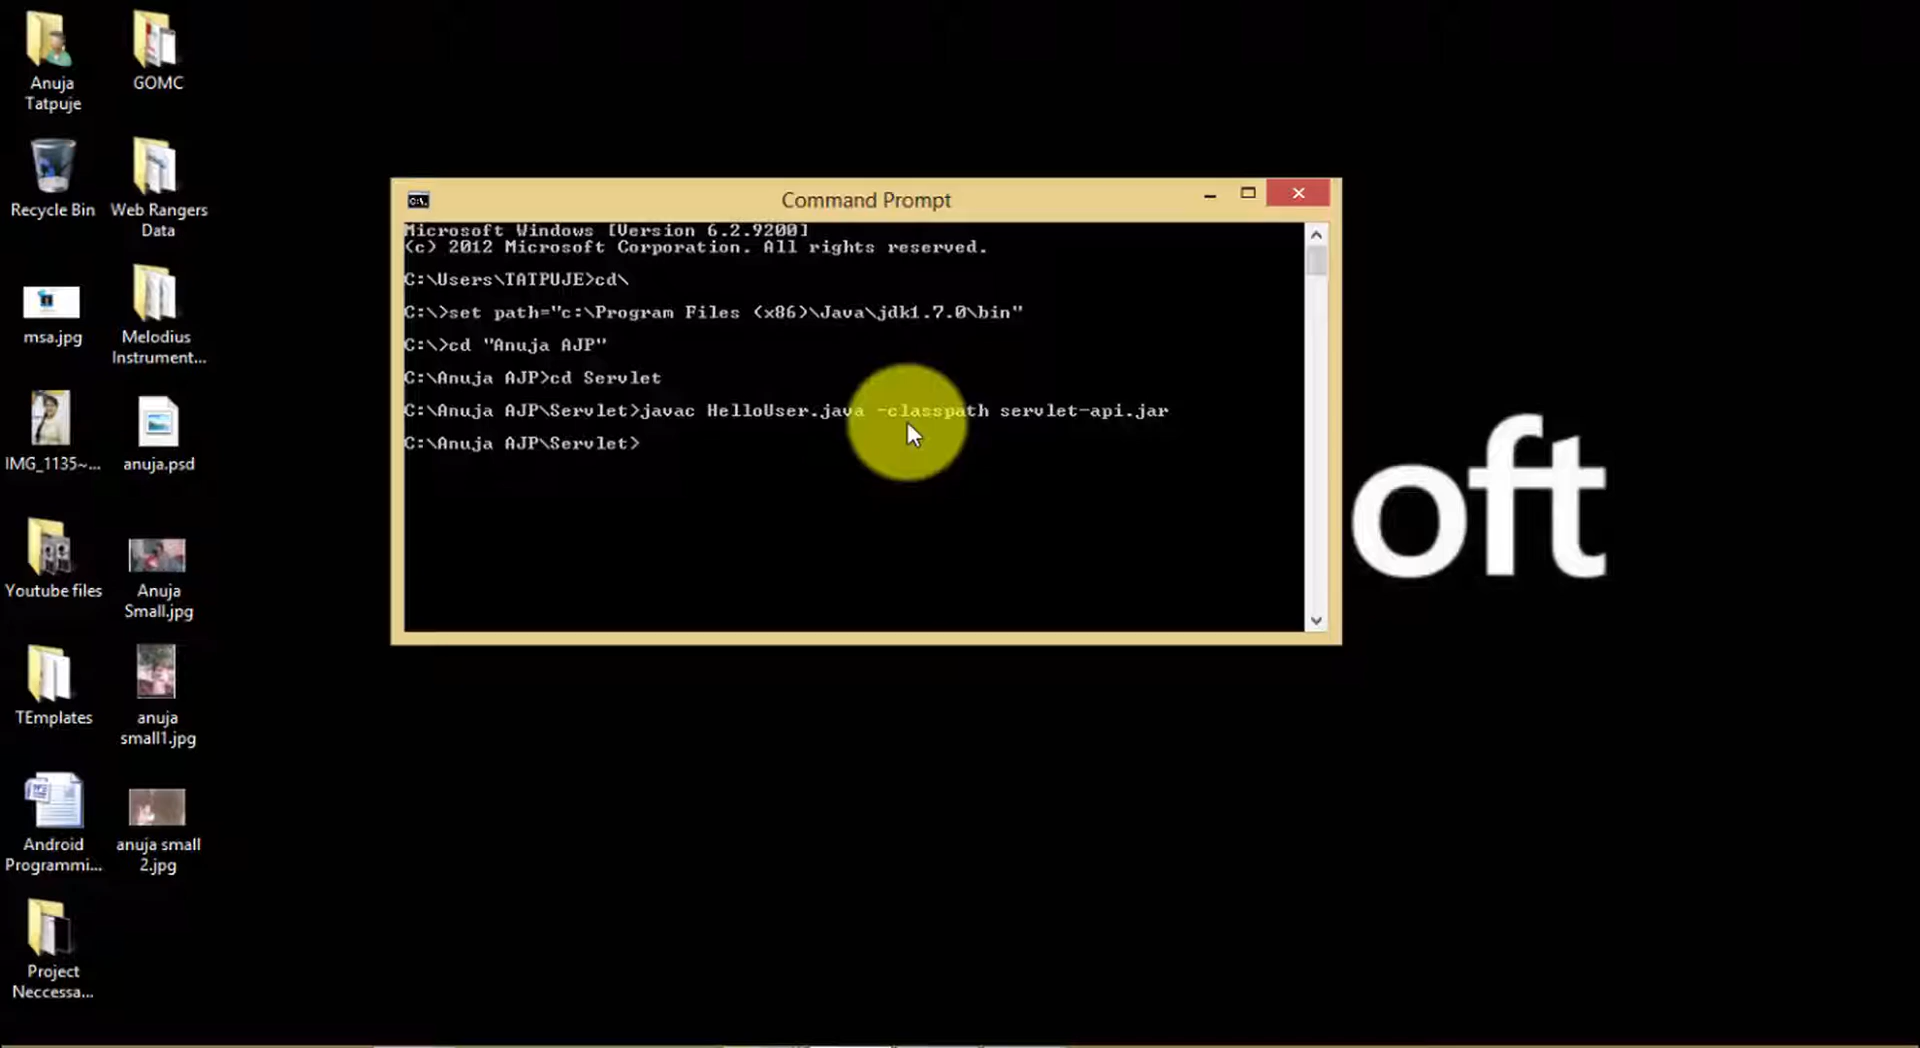 Anuja
Tatpuje
GOMC
Recycle Bin
Web Rangers
Data
msa.jpg
Melodius
Instrument...
IMG_1135~...
anuja.psd
Youtube files
Anuja
Small.jpg
TEmplates
anuja
small1.jpg
Android
Programmi...
anuja small
2.jpg
Project
Neccessa...
C:\.
Command Prompt
Microsoft Windows [Version 6.2.9200]
(c) 2012 Microsoft Corporation. All rights reserved.
C:\Users\TATPUJE>cd\
C:\>set path="c:\Program Files (x86)\Java\jdk1.7.0\bin"
C:\>cd "Anuja AJP"
C:\Anuja AJP>cd Servlet
C:\Anuja AJP\Servlet>javac HelloUser.java -classpath servlet-api.jar
C:\Anuja AJP\Servlet>
oft